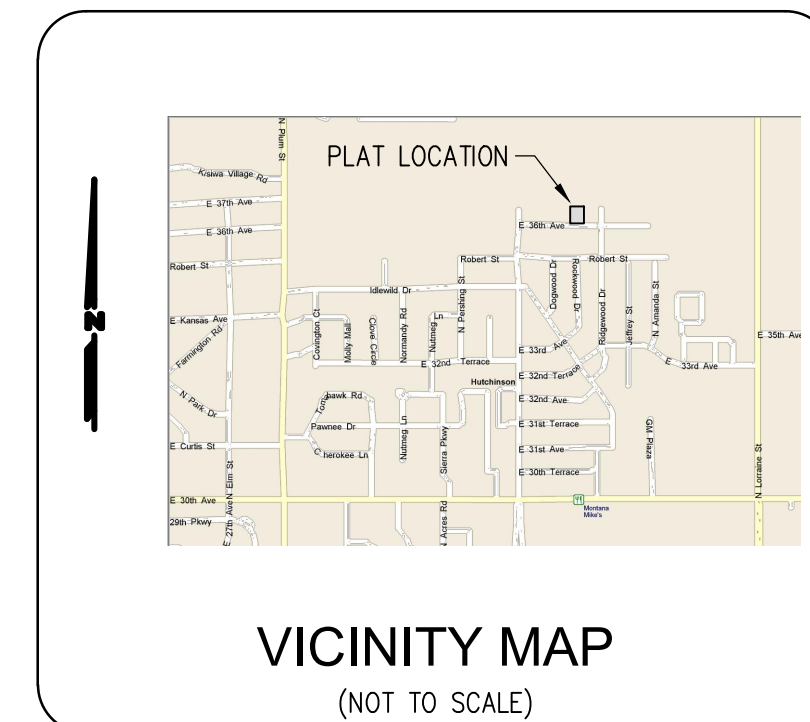 PLAT LOCATION
N Plum St
Kisiwa Village Rd
E 37th Ave
E 36th Ave
E 36th Ave
Robert St
Robert St
Robert St
Idlewild Dr
Dogwood Dr
Rockwood Dr
Ridgewood Dr
Jeffrey St
N Amanda St
N
E Kansas Ave
Farmington Rd
Covington Ct
Molly Mall
Clove Circle
Normandy Rd
Nutmeg Ln
N Pershing St
E 35th Ave
E 33rd Ave
E 33rd Ave
E 32nd Terrace
E 32nd Terrace
Hutchinson
E 32nd Ave
N Park Dr
Tomahawk Rd
Pawnee Dr
Nutmeg Ln
Sierra Pkwy
E 31st Terrace
GM Plaza
E Curtis St
Cherokee Ln
E 31st Ave
E 30th Terrace
N Elm St
N Lorraine St
E 30th Ave
29th Pkwy
E 27th Ave
N Acres Rd
Montana
Mike's
VICINITY MAP
(NOT TO SCALE)